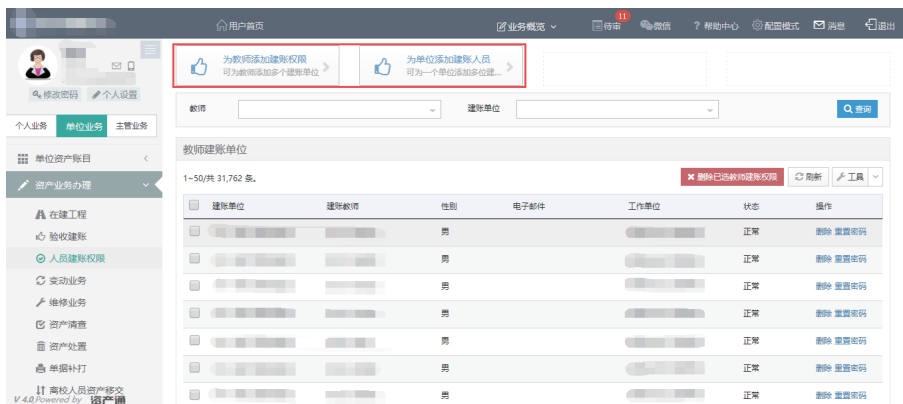 用户首页
业务概览
待审
11
微信
? 帮助中心
配置模式
消息
退出
修改密码
个人设置
个人业务
单位业务
主管业务
单位资产账目
资产业务办理
在建工程
验收建账
人员建账权限
变动业务
维修业务
资产清查
资产处置
单据补打
离校人员资产移交
V 4.0,Powered by 资产通
为教师添加建账权限
可为教师添加多个建账单位
为单位添加建账人员
可为一个单位添加多位建...
教师
建账单位
查询
教师建账单位
1~50/共 31,762 条。
删除已选教师建账权限
刷新
工具
建账单位 建账教师 性别 电子邮件 工作单位 状态 操作
男 正常 删除 重置密码
男 正常 删除 重置密码
男 正常 删除 重置密码
男 正常 删除 重置密码
男 正常 删除 重置密码
男 正常 删除 重置密码
男 正常 删除 重置密码